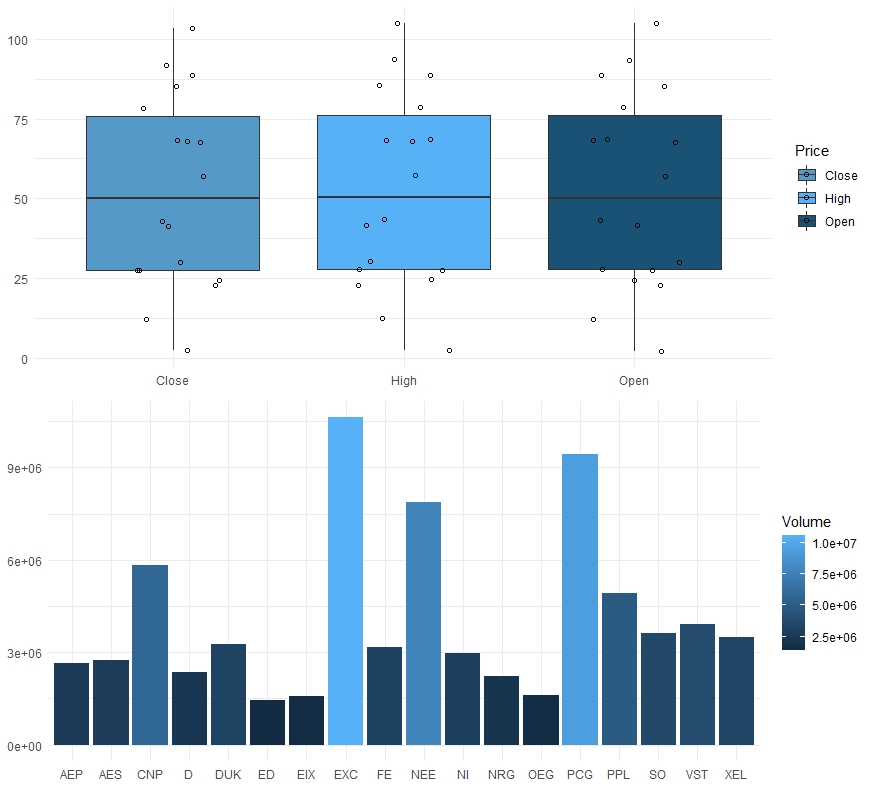 100
75
50
25
0
Close High Open
Price
Close
High
Open
9e+06
6e+06
3e+06
0e+00
AEP AES CNP D DUK ED EIX EXC FE NEE NI NRG OEG PCG PPL SO VST XEL
Volume
1.0e+07
7.5e+06
5.0e+06
2.5e+06